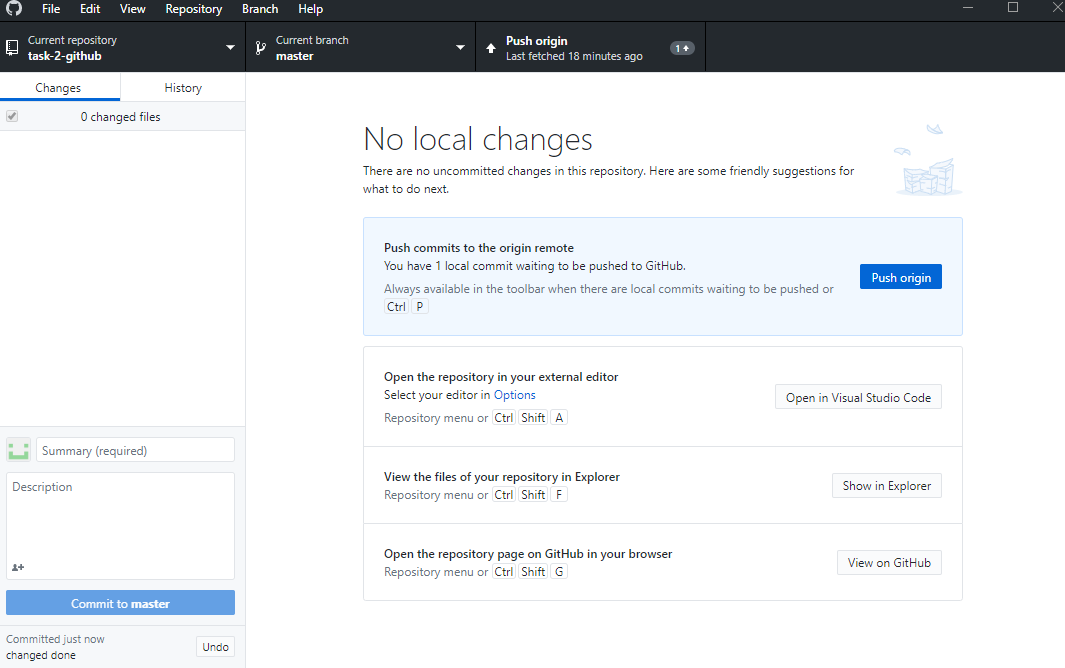 File Edit View Repository Branch Help
Current repository
task-2-github
Current branch
master
Push origin
Last fetched 18 minutes ago
1
Changes History
0 changed files
No local changes
There are no uncommitted changes in this repository. Here are some friendly suggestions for
what to do next.
Push commits to the origin remote
You have 1 local commit waiting to be pushed to GitHub.
Always available in the toolbar when there are local commits waiting to be pushed or
Ctrl P
Push origin
Open the repository in your external editor
Select your editor in Options
Repository menu or Ctrl Shift A
Open in Visual Studio Code
View the files of your repository in Explorer
Repository menu or Ctrl Shift F
Show in Explorer
Open the repository page on GitHub in your browser
Repository menu or Ctrl Shift G
View on GitHub
Summary (required)
Description
Commit to master
Committed just now
changed done
Undo